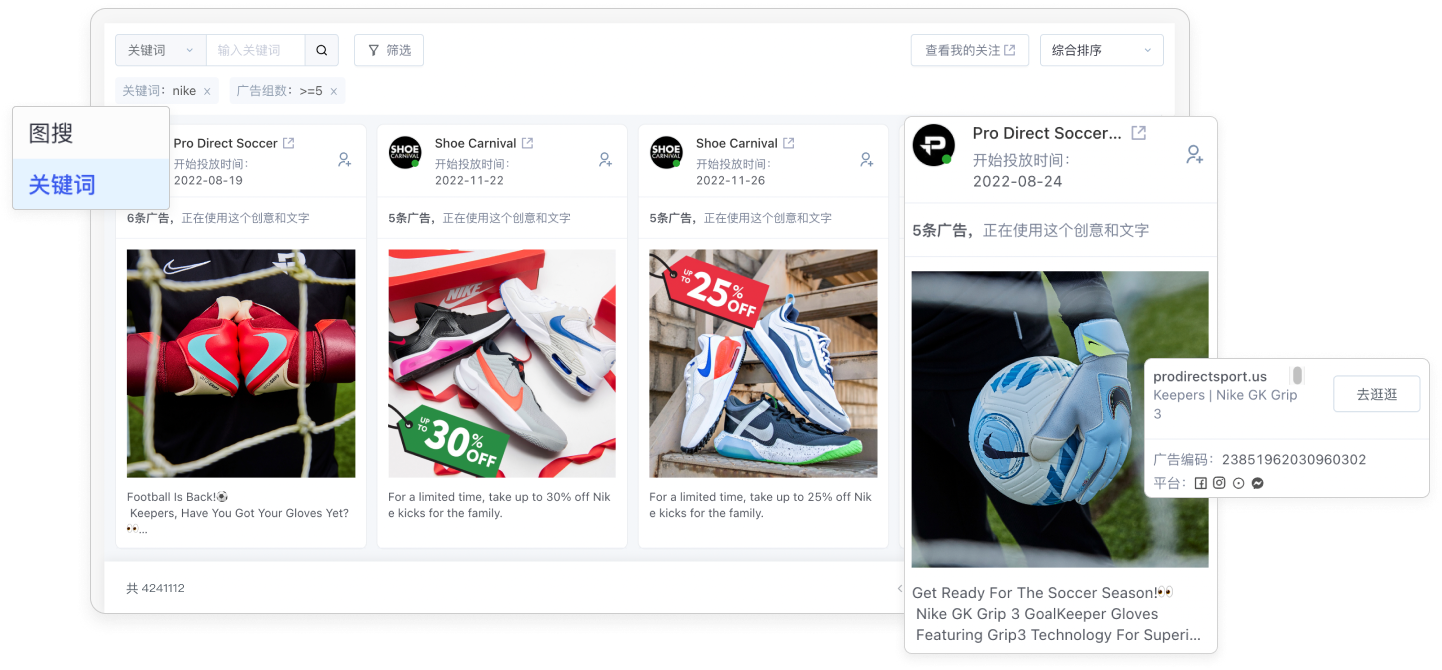 关键词
输入关键词
筛选
查看我的关注
综合排序
关键词： nike x
广告组数： >=5 x
图搜
关键词
Pro Direct Soccer
开始投放时间：
2022-08-19
6条广告，正在使用这个创意和文字
Football Is Back!⚽
Keepers, Have You Got Your Gloves Yet?
👀...
SHOE
CARNIVAL
Shoe Carnival
开始投放时间：
2022-11-22
5条广告，正在使用这个创意和文字
NIKE
UP TO 30% OFF
For a limited time, take up to 30% off Nik
e kicks for the family.
SHOE
CARNIVAL
Shoe Carnival
开始投放时间：
2022-11-26
5条广告，正在使用这个创意和文字
UP TO 25% OFF
For a limited time, take up to 25% off Nik
e kicks for the family.
Pro Direct Soccer...
开始投放时间：
2022-08-24
5条广告，正在使用这个创意和文字
Get Ready For The Soccer Season!👀
Nike GK Grip 3 GoalKeeper Gloves
Featuring Grip3 Technology For Superi...
prodirectsport.us
Keepers | Nike GK Grip
3
去逛逛
广告编码： 23851962030960302
平台：
共 4241112